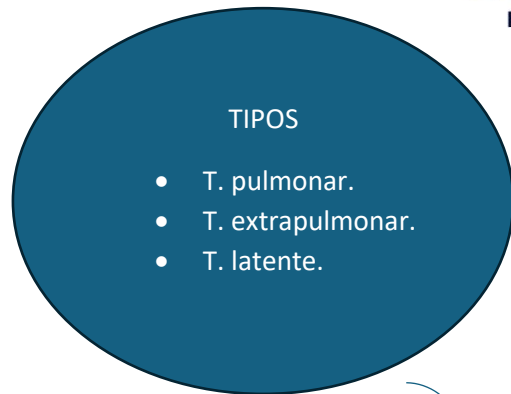 TIPOS
• T. pulmonar.
• T. extrapulmonar.
• T. latente.